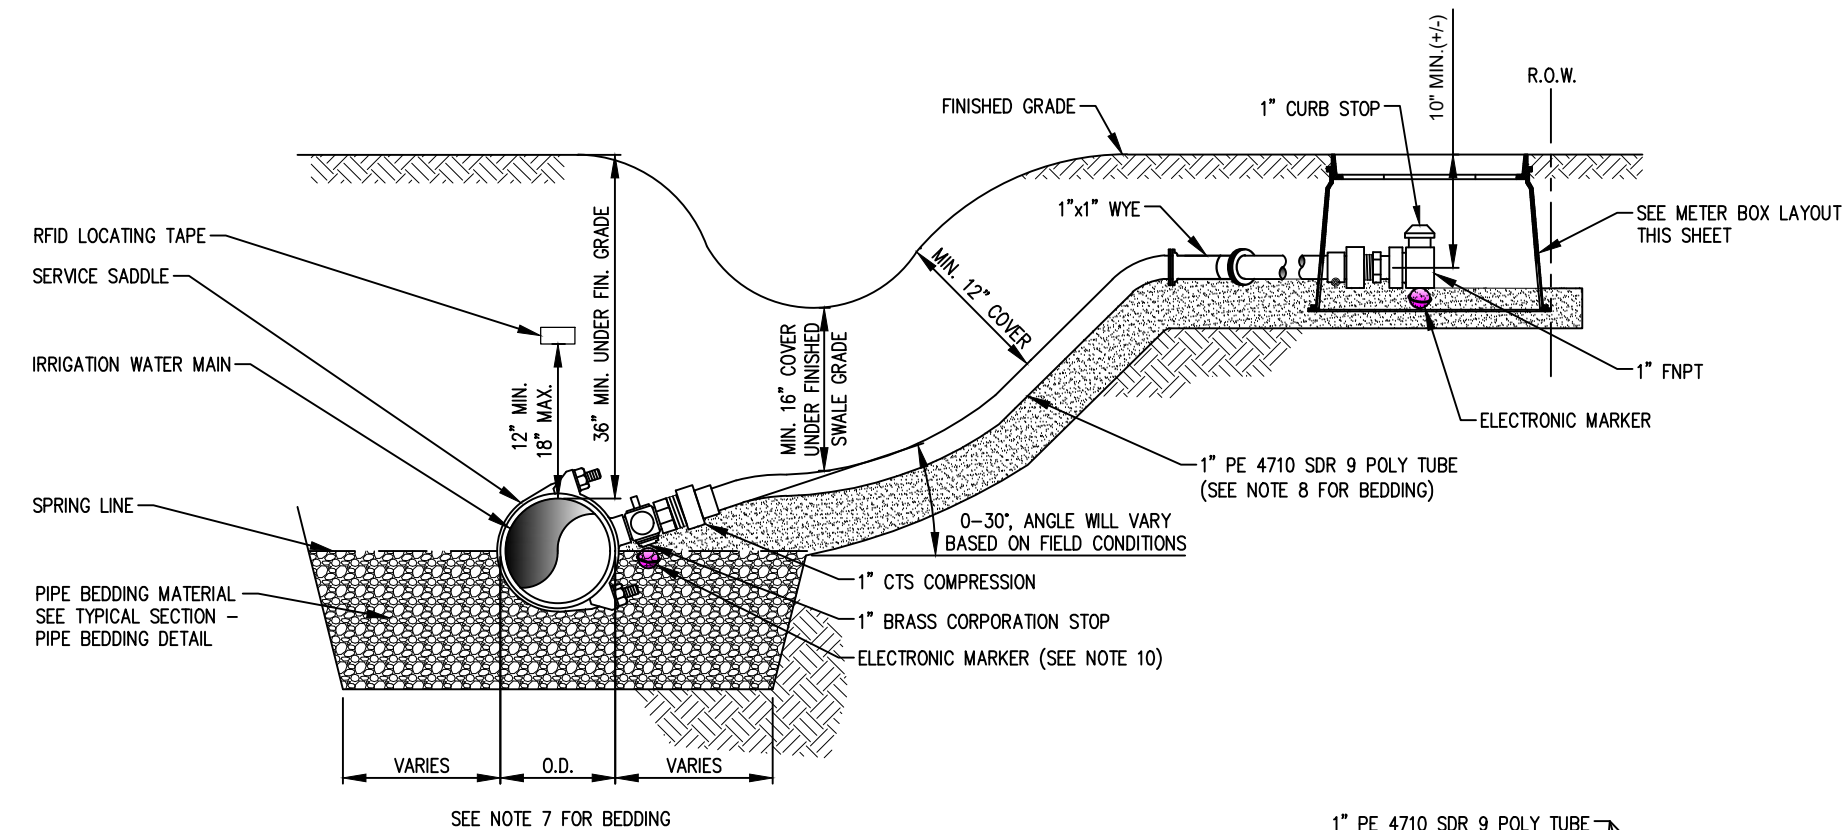 10" MIN.(+/-)
R.O.W.
FINISHED GRADE
1" CURB STOP
1"x1" WYE
SEE METER BOX LAYOUT
THIS SHEET
RFID LOCATING TAPE
SERVICE SADDLE
IRRIGATION WATER MAIN
12" MIN.
18" MAX.
36" MIN. UNDER FIN. GRADE
MIN. 16" COVER
UNDER FINISHED
SWALE GRADE
MIN. 12" COVER
1" FNPT
ELECTRONIC MARKER
1" PE 4710 SDR 9 POLY TUBE
(SEE NOTE 8 FOR BEDDING)
SPRING LINE
0-30°, ANGLE WILL VARY
BASED ON FIELD CONDITIONS
PIPE BEDDING MATERIAL
SEE TYPICAL SECTION -
PIPE BEDDING DETAIL
1" CTS COMPRESSION
1" BRASS CORPORATION STOP
ELECTRONIC MARKER (SEE NOTE 10)
VARIES
O.D.
VARIES
SEE NOTE 7 FOR BEDDING
1" PE 4710 SDR 9 POLY TUBE